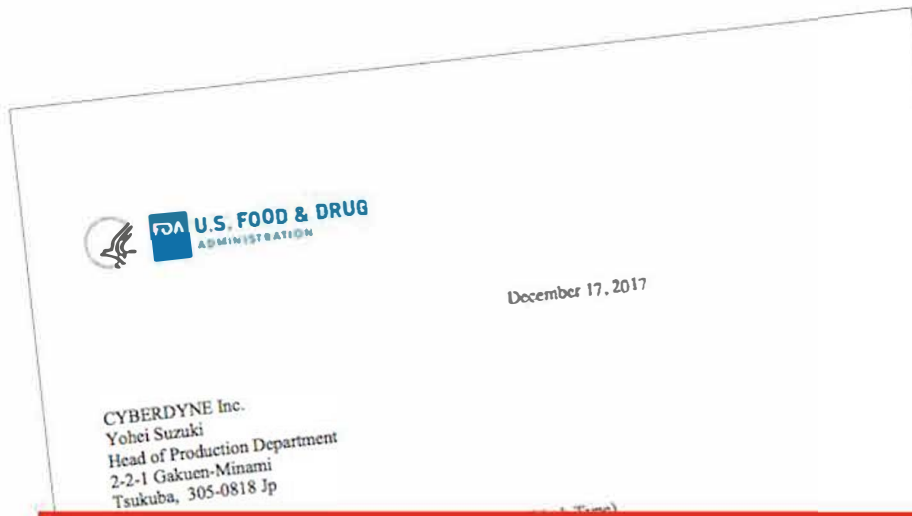 FDA U.S. FOOD & DRUG
ADMINISTRATION
December 17, 2017
CYBERDYNE Inc.
Yohei Suzuki
Head of Production Department
2-2-1 Gakuen-Minami
Tsukuba, 305-0818 Jp